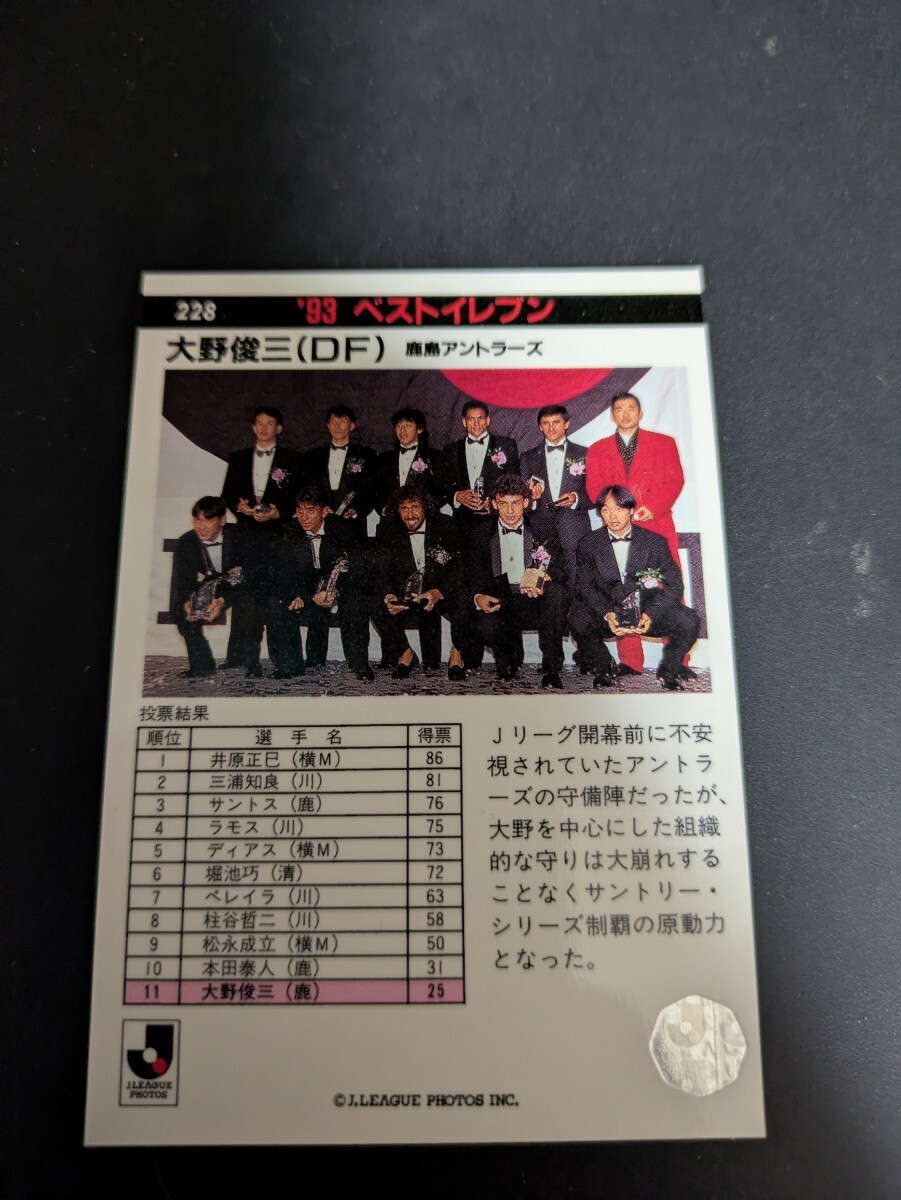 228 '93 ベストイレブン
大野俊三(DF) 鹿島アントラーズ
投票結果
順位 選手名 得票
1 井原正巳(横M) 86
2 三浦知良(川) 81
3 サントス(鹿) 76
4 ラモス(川) 75
5 ディアス(横M) 73
6 堀池巧(清) 72
7 ペレイラ(川) 63
8 柱谷哲二(川) 58
9 松永成立(横M) 50
10 本田泰人(鹿) 31
11 大野俊三(鹿) 25
Jリーグ開幕前に不安
視されていたアントラ
ーズの守備陣だったが、
大野を中心にした組織
的な守りは大崩れする
ことなくサントリー・
シリーズ制覇の原動力
となった。
J.LEAGUE
PHOTOS
©J.LEAGUE PHOTOS INC.